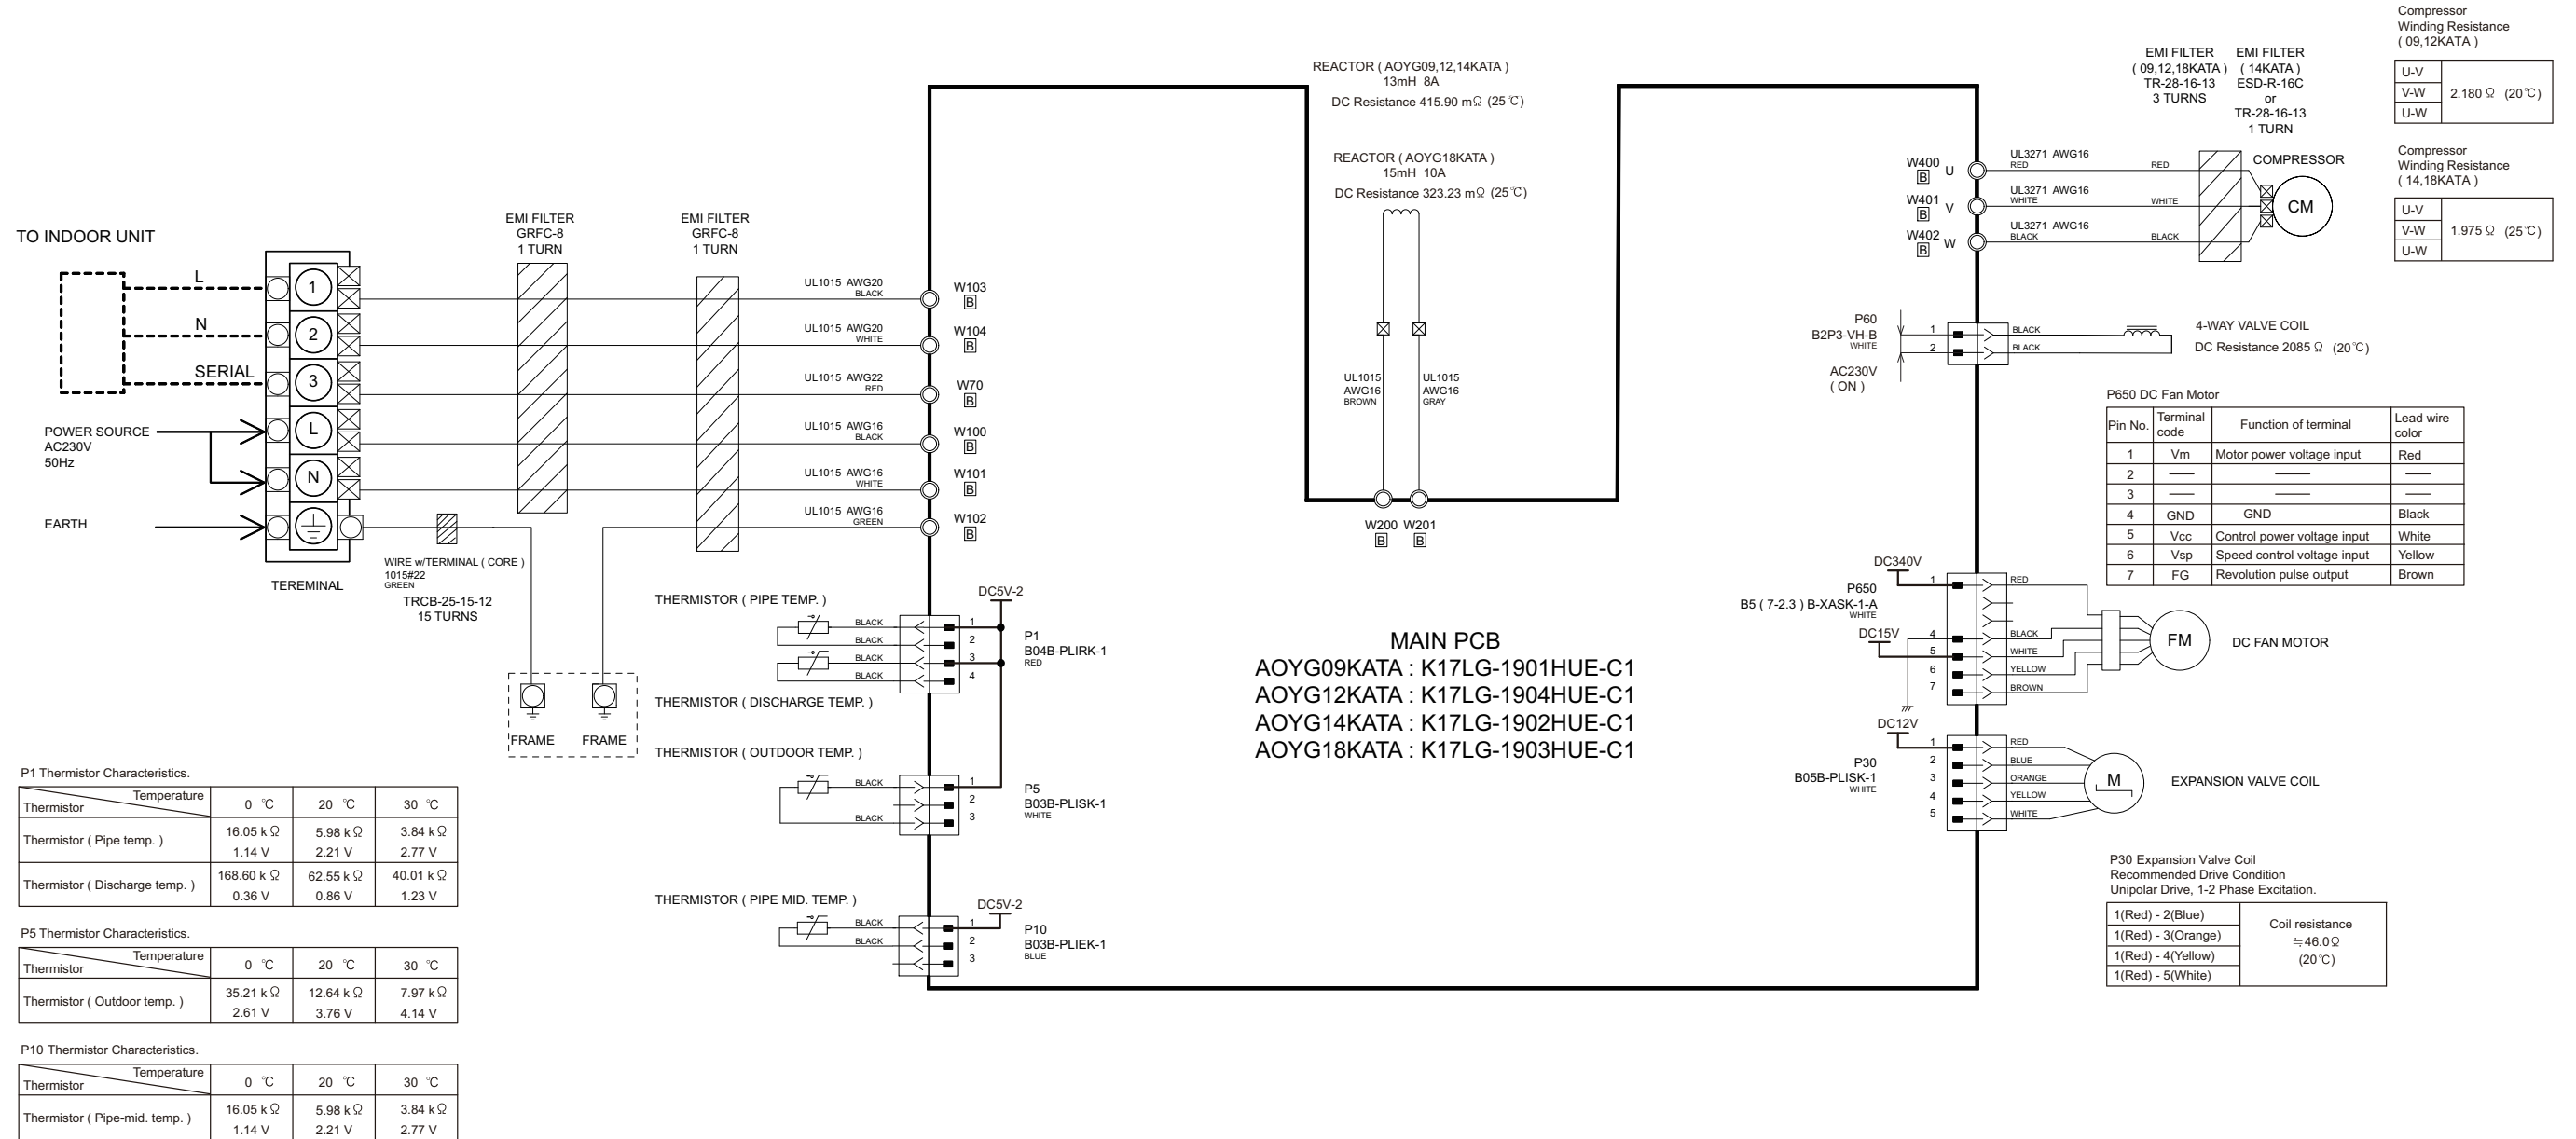 TO INDOOR UNIT
L
N
SERIAL
POWER SOURCE
AC230V
50Hz
EARTH
1
2
3
L
N
TEREMINAL
EMI FILTER
GRFC-8
1 TURN
EMI FILTER
GRFC-8
1 TURN
WIRE w/TERMINAL ( CORE )
1015#22
GREEN
TRCB-25-15-12
15 TURNS
FRAME
FRAME
UL1015 AWG20
BLACK
W103
B
UL1015 AWG20
WHITE
W104
B
UL1015 AWG22
RED
W70
B
UL1015 AWG16
BLACK
W100
B
UL1015 AWG16
WHITE
W101
B
UL1015 AWG16
GREEN
W102
B
THERMISTOR ( PIPE TEMP. )
BLACK
BLACK
BLACK
BLACK
THERMISTOR ( DISCHARGE TEMP. )
DC5V-2
1
2
3
4
P1
B04B-PLIRK-1
RED
THERMISTOR ( OUTDOOR TEMP. )
BLACK
BLACK
1
2
3
P5
B03B-PLISK-1
WHITE
THERMISTOR ( PIPE MID. TEMP. )
BLACK
BLACK
DC5V-2
1
2
3
P10
B03B-PLIEK-1
BLUE
REACTOR ( AOYG09,12,14KATA )
13mH 8A
DC Resistance 415.90 mΩ (25℃)
REACTOR ( AOYG18KATA )
15mH 10A
DC Resistance 323.23 mΩ (25℃)
UL1015
AWG16
BROWN
UL1015
AWG16
GRAY
W200 W201
B B
MAIN PCB
AOYG09KATA : K17LG-1901HUE-C1
AOYG12KATA : K17LG-1904HUE-C1
AOYG14KATA : K17LG-1902HUE-C1
AOYG18KATA : K17LG-1903HUE-C1
EMI FILTER
( 09,12,18KATA )
TR-28-16-13
3 TURNS
EMI FILTER
( 14KATA )
ESD-R-16C
or
TR-28-16-13
1 TURN
W400 U
B
UL3271 AWG16
RED RED
W401 V
B
UL3271 AWG16
WHITE WHITE
W402 W
B
UL3271 AWG16
BLACK BLACK
COMPRESSOR
CM
Compressor
Winding Resistance
( 09,12KATA )
U-V
V-W 2.180 Ω (20℃)
U-W
Compressor
Winding Resistance
( 14,18KATA )
U-V
V-W 1.975 Ω (25℃)
U-W
P60
B2P3-VH-B
WHITE
AC230V
( ON )
1
2
BLACK
BLACK
4-WAY VALVE COIL
DC Resistance 2085 Ω (20℃)
P650 DC Fan Motor
Pin No. Terminal code Function of terminal Lead wire color
1 Vm Motor power voltage input Red
2 — — —
3 — — —
4 GND GND Black
5 Vcc Control power voltage input White
6 Vsp Speed control voltage input Yellow
7 FG Revolution pulse output Brown
DC340V
P650
B5 ( 7-2.3 ) B-XASK-1-A
WHITE
DC15V
1
4
5
6
7
RED
BLACK
WHITE
YELLOW
BROWN
FM
DC FAN MOTOR
DC12V
P30
B05B-PLISK-1
WHITE
1
2
3
4
5
RED
BLUE
ORANGE
YELLOW
WHITE
M
EXPANSION VALVE COIL
P30 Expansion Valve Coil
Recommended Drive Condition
Unipolar Drive, 1-2 Phase Excitation.
1(Red) - 2(Blue)
1(Red) - 3(Orange)
1(Red) - 4(Yellow)
1(Red) - 5(White)
Coil resistance
≒46.0Ω
(20℃)
P1 Thermistor Characteristics.
Temperature
Thermistor 0 ℃ 20 ℃ 30 ℃
Thermistor ( Pipe temp. ) 16.05 kΩ 5.98 kΩ 3.84 kΩ
1.14 V 2.21 V 2.77 V
Thermistor ( Discharge temp. ) 168.60 kΩ 62.55 kΩ 40.01 kΩ
0.36 V 0.86 V 1.23 V
P5 Thermistor Characteristics.
Temperature
Thermistor 0 ℃ 20 ℃ 30 ℃
Thermistor ( Outdoor temp. ) 35.21 kΩ 12.64 kΩ 7.97 kΩ
2.61 V 3.76 V 4.14 V
P10 Thermistor Characteristics.
Temperature
Thermistor 0 ℃ 20 ℃ 30 ℃
Thermistor ( Pipe-mid. temp. ) 16.05 kΩ 5.98 kΩ 3.84 kΩ
1.14 V 2.21 V 2.77 V